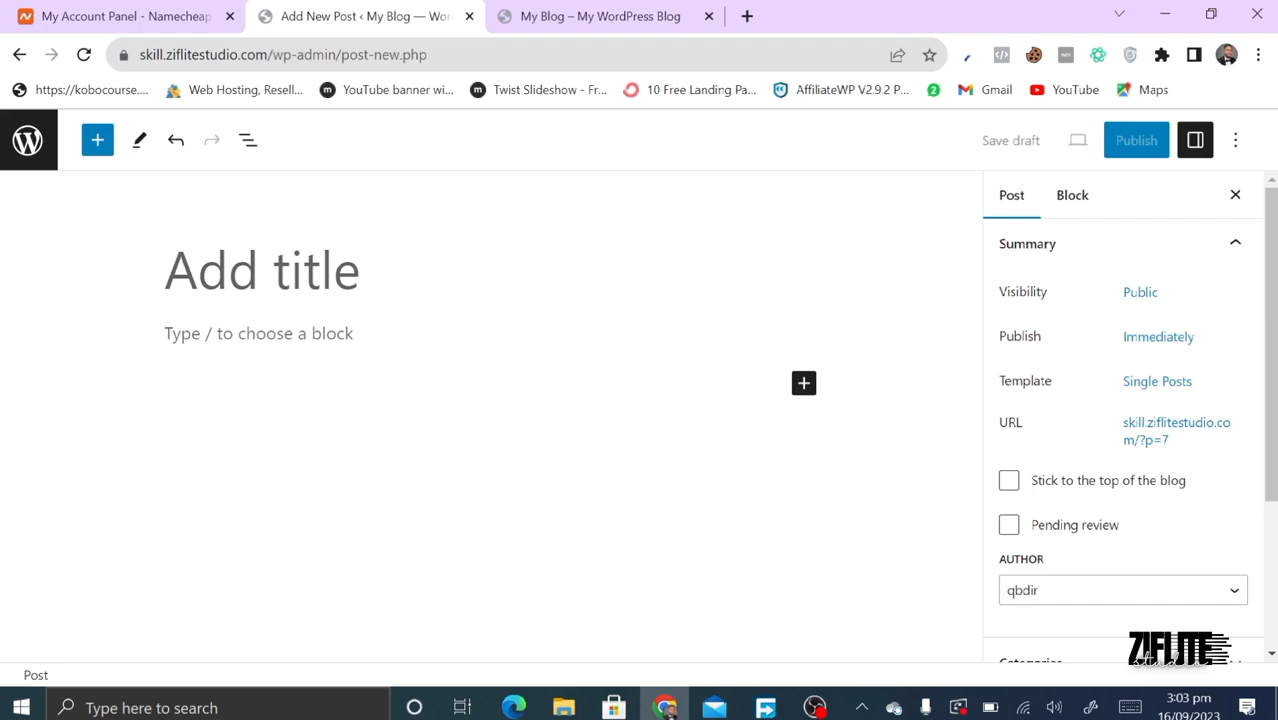 My Account Panel - Namecheap
Add New Post ‹ My Blog — Wor
My Blog – My WordPress Blog
skill.ziflitestudio.com/wp-admin/post-new.php
https://kobocourse....
Web Hosting, Resell...
YouTube banner wi...
Twist Slideshow - Fr...
10 Free Landing Pa...
AffiliateWP V2.9.2 P...
2
Gmail
YouTube
Maps
Save draft
Publish
Post
Block
Summary
Add title
Type / to choose a block
Visibility
Public
Publish
Immediately
Template
Single Posts
URL
skill.ziflitestudio.co
m/?p=7
Stick to the top of the blog
Pending review
AUTHOR
qbdir
ZIFLITE
studio
Categories
Post
Type here to search
3:03 pm
16/09/2023